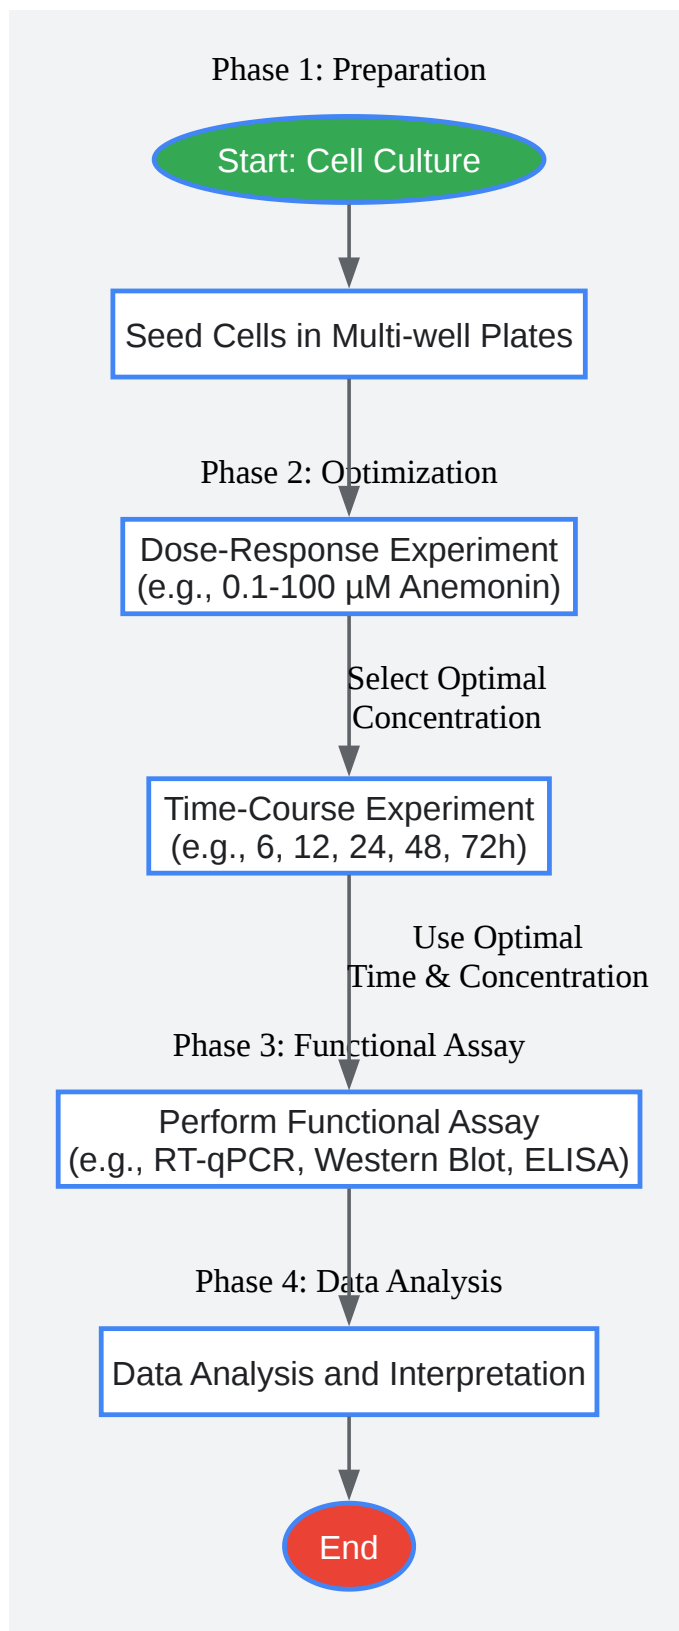 Phase 1: Preparation
Start: Cell Culture
Seed Cells in Multi-well Plates
Phase 2: Optimization
Dose-Response Experiment
(e.g., 0.1-100 µM Anemonin)
Select Optimal
Concentration
Time-Course Experiment
(e.g., 6, 12, 24, 48, 72h)
Use Optimal
Time & Concentration
Phase 3: Functional Assay
Perform Functional Assay
(e.g., RT-qPCR, Western Blot, ELISA)
Phase 4: Data Analysis
Data Analysis and Interpretation
End